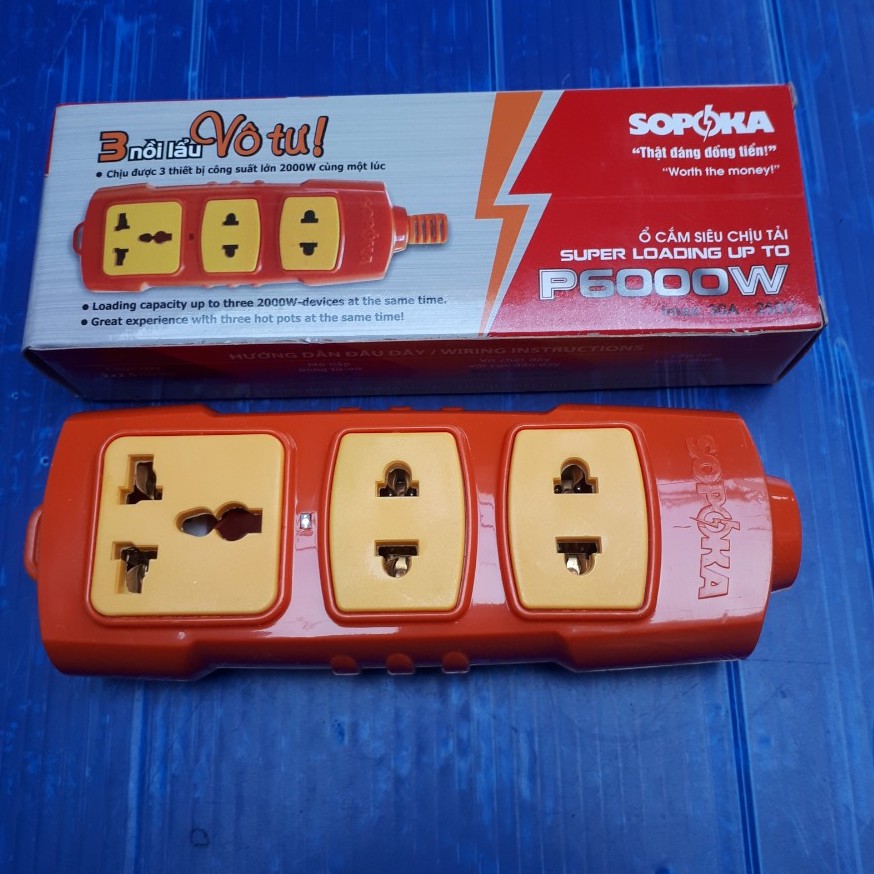 3 nồi lẩu Vô tư!
• Chịu được 3 thiết bị công suất lớn 2000W cùng một lúc
• Loading capacity up to three 2000W-devices at the same time.
• Great experience with three hot pots at the same time!
SOPOKA
"Thật đáng đồng tiền!"
"Worth the money!"
Ổ CẮM SIÊU CHỊU TẢI
SUPER LOADING UP TO
P6000W
HƯỚNG DẪN ĐẤU DÂY / WIRING INSTRUCTIONS
SOPOKA